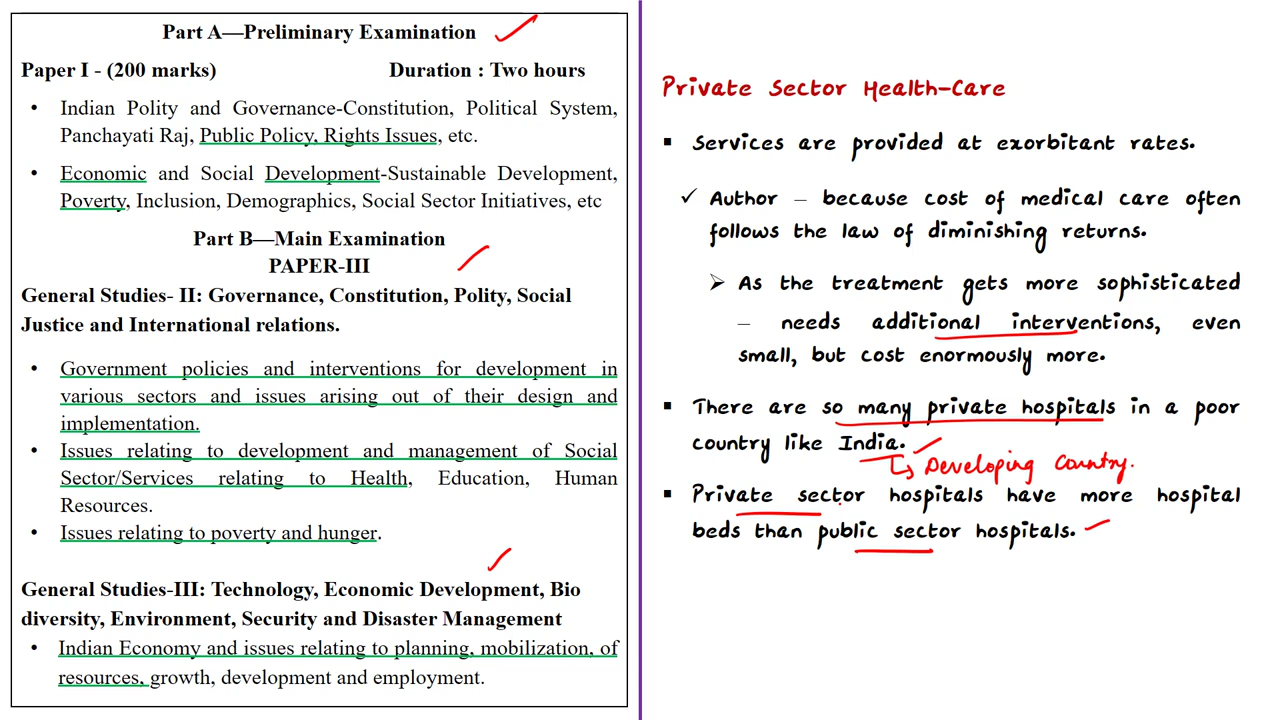 Part A—Preliminary Examination
Paper I - (200 marks) Duration : Two hours
• Indian Polity and Governance-Constitution, Political System,
Panchayati Raj, Public Policy, Rights Issues, etc.
• Economic and Social Development-Sustainable Development,
Poverty, Inclusion, Demographics, Social Sector Initiatives, etc
Part B—Main Examination
PAPER-III
General Studies- II: Governance, Constitution, Polity, Social
Justice and International relations.
• Government policies and interventions for development in
various sectors and issues arising out of their design and
implementation.
• Issues relating to development and management of Social
Sector/Services relating to Health, Education, Human
Resources.
• Issues relating to poverty and hunger.
General Studies-III: Technology, Economic Development, Bio
diversity, Environment, Security and Disaster Management
• Indian Economy and issues relating to planning, mobilization, of
resources, growth, development and employment.
Private Sector Health-Care
▪ Services are provided at exorbitant rates.
✓ Author – because cost of medical care often
follows the law of diminishing returns.
➢ As the treatment gets more sophisticated
– needs additional interventions, even
small, but cost enormously more.
▪ There are so many private hospitals in a poor
country like India.
↳ Developing Country.
▪ Private sector hospitals have more hospital
beds than public sector hospitals.